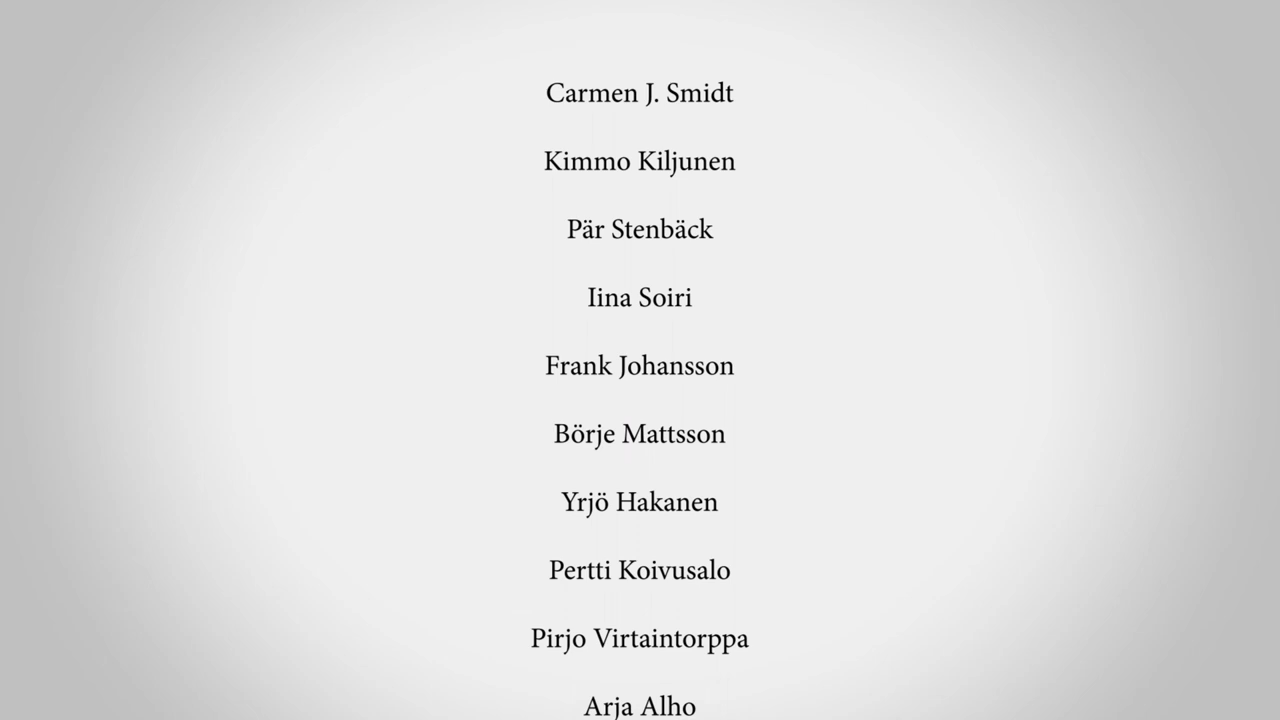 Carmen J. Smidt
Kimmo Kiljunen
Pär Stenbäck
Iina Soiri
Frank Johansson
Börje Mattsson
Yrjö Hakanen
Pertti Koivusalo
Pirjo Virtaintorppa
Arja Alho